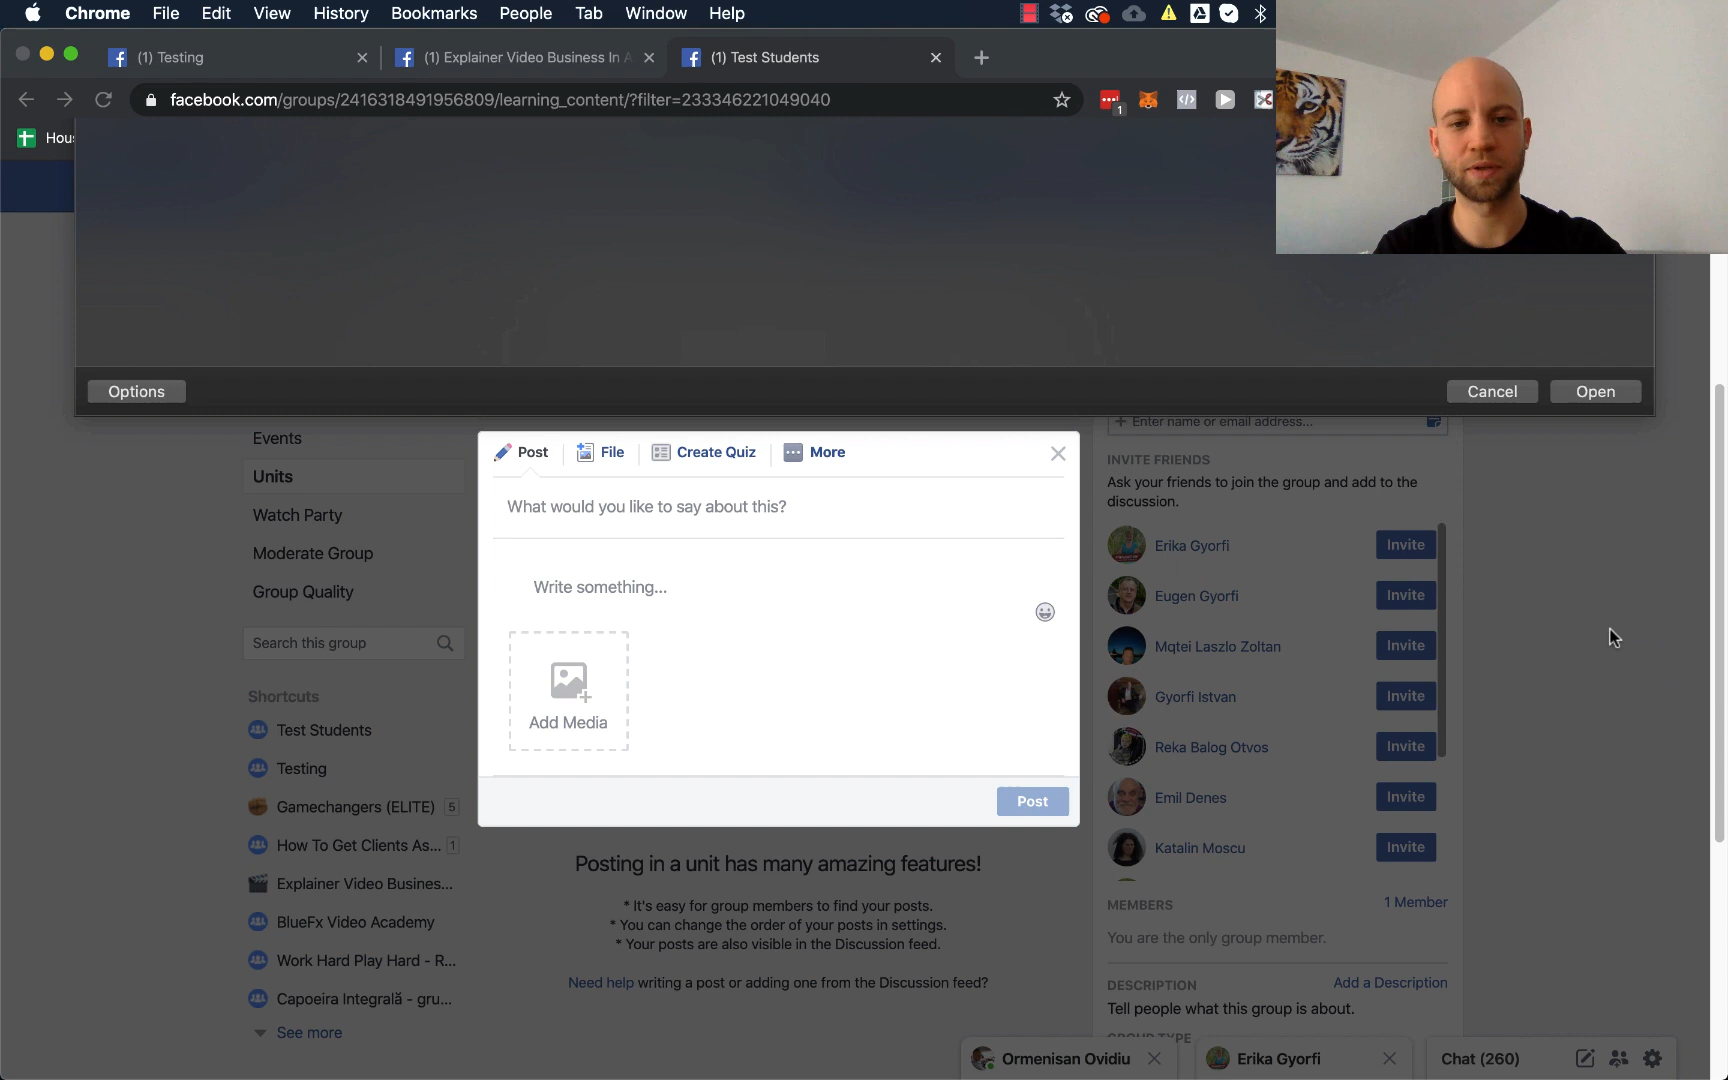 Chrome File Edit View History Bookmarks People Tab Window Help
(1) Testing
(1) Explainer Video Business In A
(1) Test Students
facebook.com/groups/2416318491956809/learning_content/?filter=233346221049040
1
Hous
Options
Cancel
Open
Events
Units
Watch Party
Moderate Group
Group Quality
Search this group
Shortcuts
Test Students
Testing
Gamechangers (ELITE) 5
How To Get Clients As... 1
Explainer Video Busines...
BlueFx Video Academy
Work Hard Play Hard - R...
Capoeira Integrală - gru...
See more
Post
File
Create Quiz
More
What would you like to say about this?
Write something...
Add Media
Post
Posting in a unit has many amazing features!
* It's easy for group members to find your posts.
* You can change the order of your posts in settings.
* Your posts are also visible in the Discussion feed.
Need help writing a post or adding one from the Discussion feed?
+ Enter name or email address...
INVITE FRIENDS
Ask your friends to join the group and add to the
discussion.
Erika Gyorfi Invite
Eugen Gyorfi Invite
Mqtei Laszlo Zoltan Invite
Gyorfi Istvan Invite
Reka Balog Otvos Invite
Emil Denes Invite
Katalin Moscu Invite
MEMBERS 1 Member
You are the only group member.
DESCRIPTION Add a Description
Tell people what this group is about.
GROUP TYPE
Ormenisan Ovidiu
Erika Gyorfi
Chat (260)